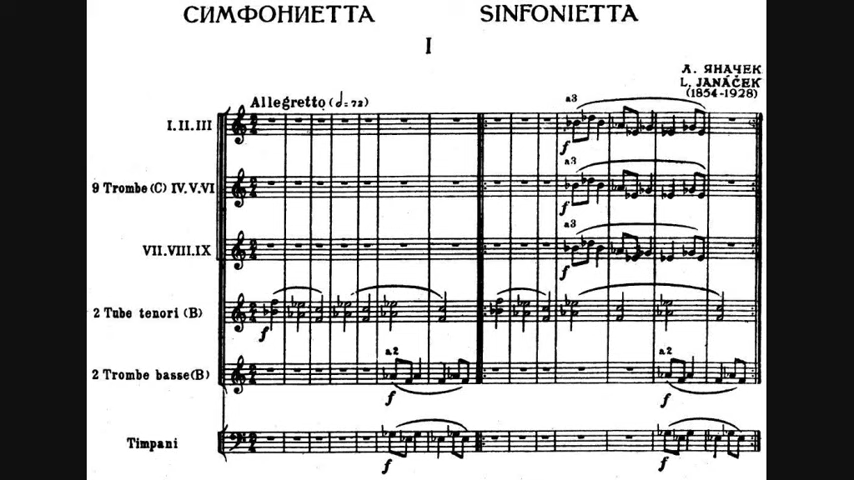 СИМФОНИЕТТА SINFONIETTA
I
Л. ЯНАЧЕК
L. JANÁČEK
(1854-1928)
Allegretto (𝅗𝅥=72)
a3
I.II.III
f
a3
9 Trombe(C) IV.V.VI
f
a3
VII.VIII.IX
f
2 Tube tenori (B)
f
a2 a2
2 Trombe basse(B)
f f
Timpani
f f